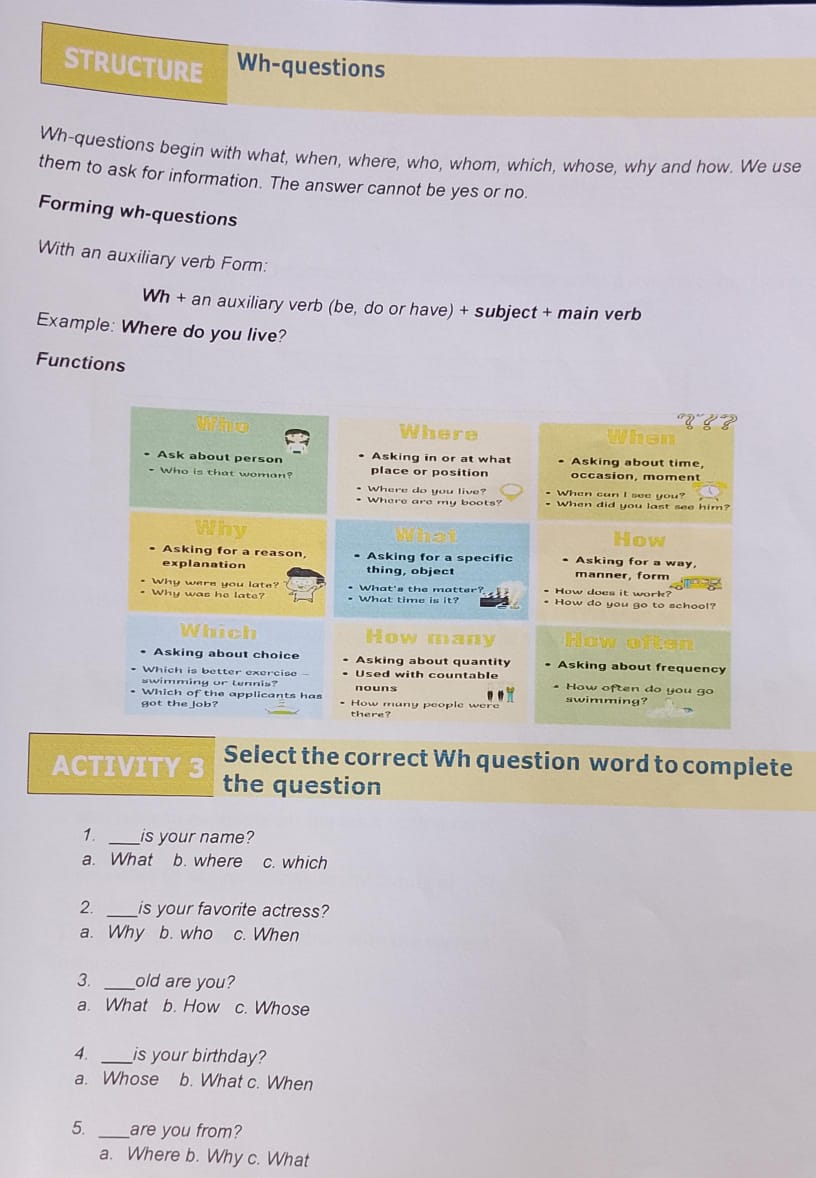 STRUCTURE Wh-questions
Wh-questions begin with what, when, where, who, whom, which, whose, why and how. We use
them to ask for information. The answer cannot be yes or no.
Forming wh-questions
With an auxiliary verb Form:
Wh + an auxiliary verb (be, do or have) + subject + main verb
Example: Where do you live?
Functions
Who
• Ask about person
- Who is that woman?
Where
• Asking in or at what
place or position
• Where do you live?
• Where are my boots?
???
When
• Asking about time,
occasion, moment
• When can I see you?
• When did you last see him?
Why
• Asking for a reason,
explanation
• Why were you late?
• Why was he late?
What
• Asking for a specific
thing, object
• What's the matter?
• What time is it?
How
• Asking for a way,
manner, form
• How does it work?
• How do you go to school?
Which
• Asking about choice
• Which is better exercise –
swimming or tennis?
• Which of the applicants has
got the job?
How many
• Asking about quantity
• Used with countable
nouns
• How many people were
there?
How often
• Asking about frequency
• How often do you go
swimming?
ACTIVITY 3 Select the correct Wh question word to complete
the question
1. ____is your name?
a. What b. where c. which
2. ____is your favorite actress?
a. Why b. who c. When
3. ____old are you?
a. What b. How c. Whose
4. ____is your birthday?
a. Whose b. What c. When
5. ____are you from?
a. Where b. Why c. What